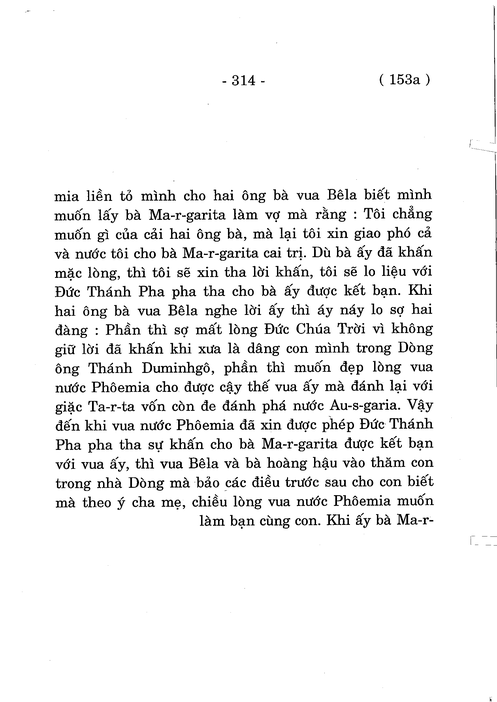 - 314 -
( 153a )
mia liền tỏ mình cho hai ông bà vua Bêla biết mình
muốn lấy bà Ma-r-garita làm vợ mà rằng : Tôi chẳng
muốn gì của cải hai ông bà, mà lại tôi xin giao phó cả
và nước tôi cho bà Ma-r-garita cai trị. Dù bà ấy đã khấn
mặc lòng, thì tôi sẽ xin tha lời khấn, tôi sẽ lo liệu với
Đức Thánh Pha pha tha cho bà ấy được kết bạn. Khi
hai ông bà vua Bêla nghe lời ấy thì áy náy lo sợ hai
đàng : Phần thì sợ mất lòng Đức Chúa Trời vì không
giữ lời đã khấn khi xưa là dâng con mình trong Dòng
ông Thánh Duminhgô, phần thì muốn đẹp lòng vua
nước Phôemia cho được cậy thế vua ấy mà đánh lại với
giặc Ta-r-ta vốn còn đe đánh phá nước Au-s-garia. Vậy
đến khi vua nước Phôemia đã xin được phép Đức Thánh
Pha pha tha sự khấn cho bà Ma-r-garita được kết bạn
với vua ấy, thì vua Bêla và bà hoàng hậu vào thăm con
trong nhà Dòng mà bảo các điều trước sau cho con biết
mà theo ý cha mẹ, chiều lòng vua nước Phôemia muốn
làm bạn cùng con. Khi ấy bà Ma-r-